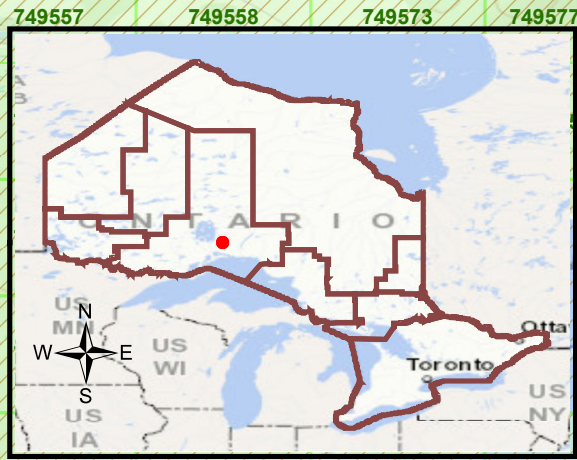 749557 749558 749573 749577
A
B
ONTARIO
US
MN
N
W E
S
US
WI
US
IA
Toronto
Otta
US
NY